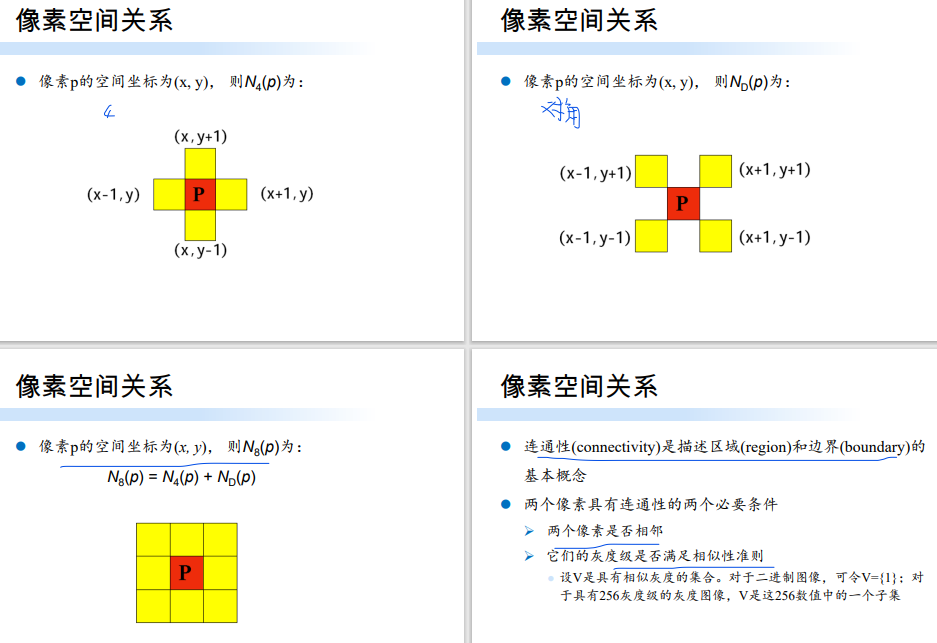 像素空间关系
像素p的空间坐标为(x, y)， 则N4(p)为：
4
(x,y+1)
(x-1,y) P (x+1,y)
(x,y-1)
像素空间关系
像素p的空间坐标为(x, y)， 则ND(p)为：
对角
(x-1,y+1) (x+1,y+1)
P
(x-1,y-1) (x+1,y-1)
像素空间关系
像素p的空间坐标为(x, y)， 则N8(p)为：
N8(p) = N4(p) + ND(p)
P
像素空间关系
连通性(connectivity)是描述区域(region)和边界(boundary)的
基本概念
两个像素具有连通性的两个必要条件
两个像素是否相邻
它们的灰度级是否满足相似性准则
设V是具有相似灰度的集合。对于二进制图像，可令V={1}；对
于具有256灰度级的灰度图像，V是这256数值中的一个子集